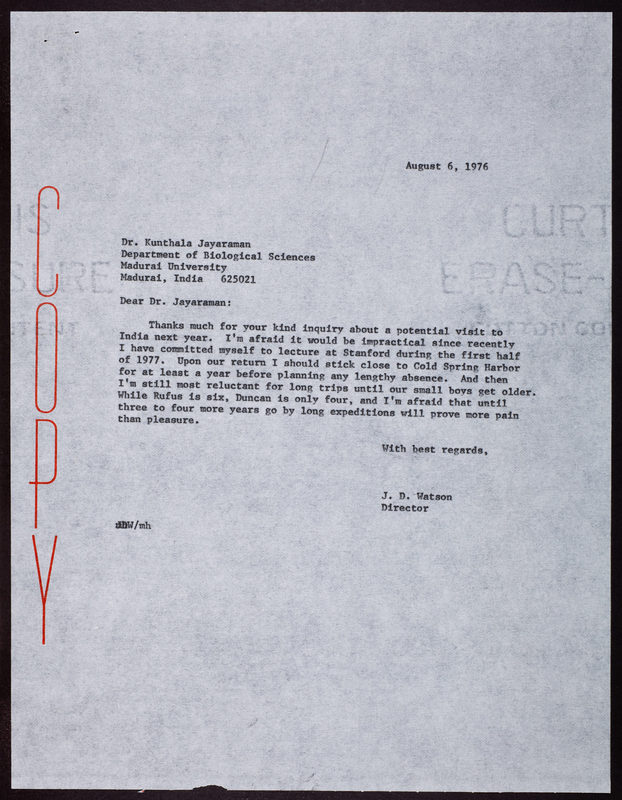 August 6, 1976
COPY
IS
CURT
SURE
ERASE-
Dr. Kunthala Jayaraman
Department of Biological Sciences
Madurai University
Madurai, India 625021
Dear Dr. Jayaraman:
Thanks much for your kind inquiry about a potential visit to
India next year. I'm afraid it would be impractical since recently
I have committed myself to lecture at Stanford during the first half
of 1977. Upon our return I should stick close to Cold Spring Harbor
for at least a year before planning any lengthy absence. And then
I'm still most reluctant for long trips until our small boys get older.
While Rufus is six, Duncan is only four, and I'm afraid that until
three to four more years go by long expeditions will prove more pain
than pleasure.
With best regards,
J. D. Watson
Director
JDW/mh